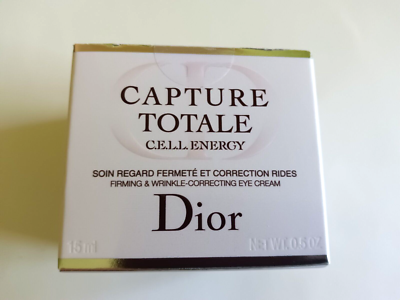 CAPTURE
TOTALE
C.E.L.L. ENERGY
SOIN REGARD FERMETÉ ET CORRECTION RIDES
FIRMING & WRINKLE-CORRECTING EYE CREAM
Dior
15 ml NET WT. 0.5 OZ